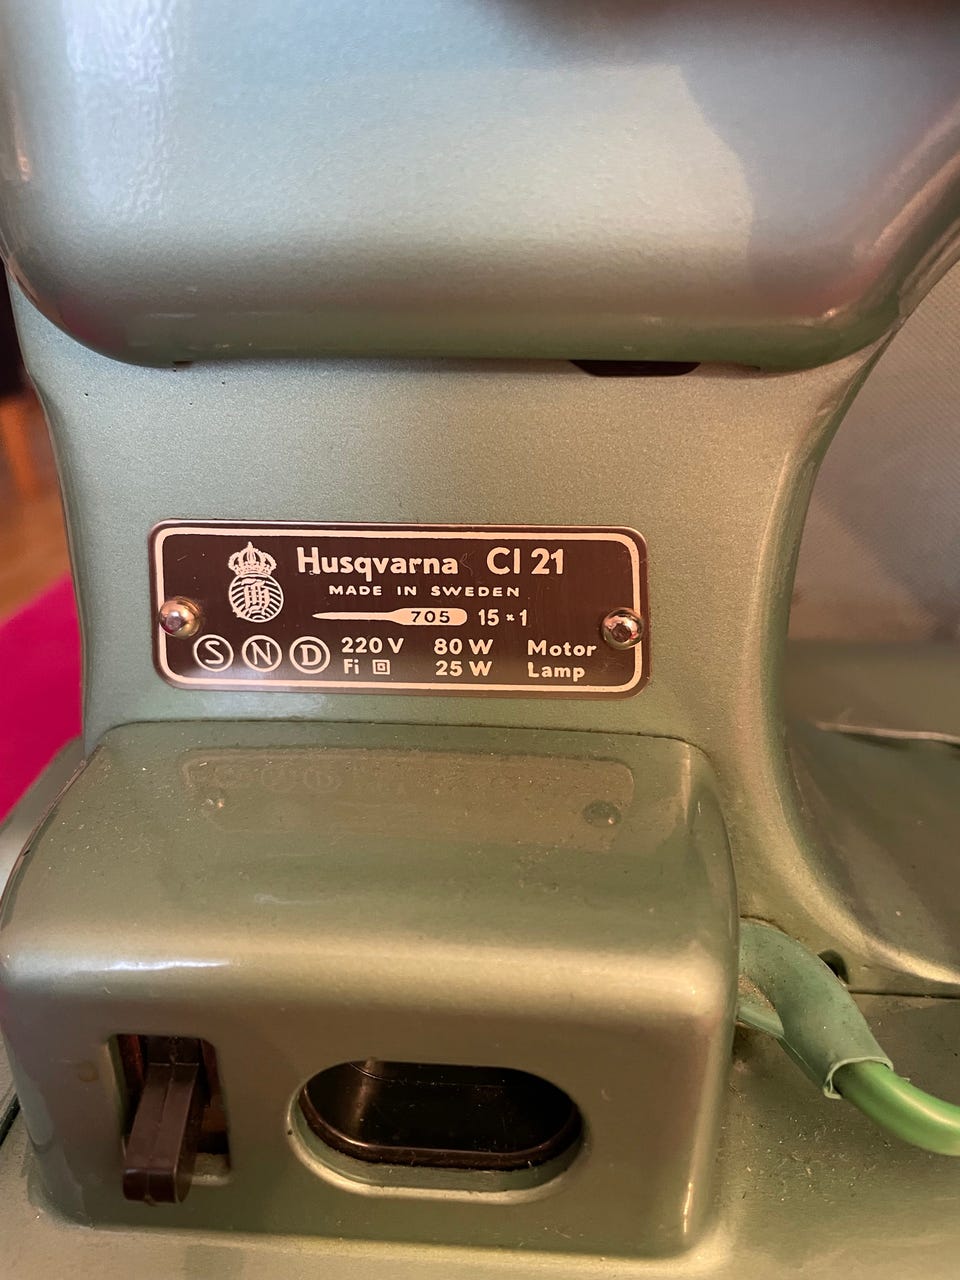 Husqvarna Cl 21
MADE IN SWEDEN
705 15×1
S N D 220 V 80 W Motor
Fi 25 W Lamp